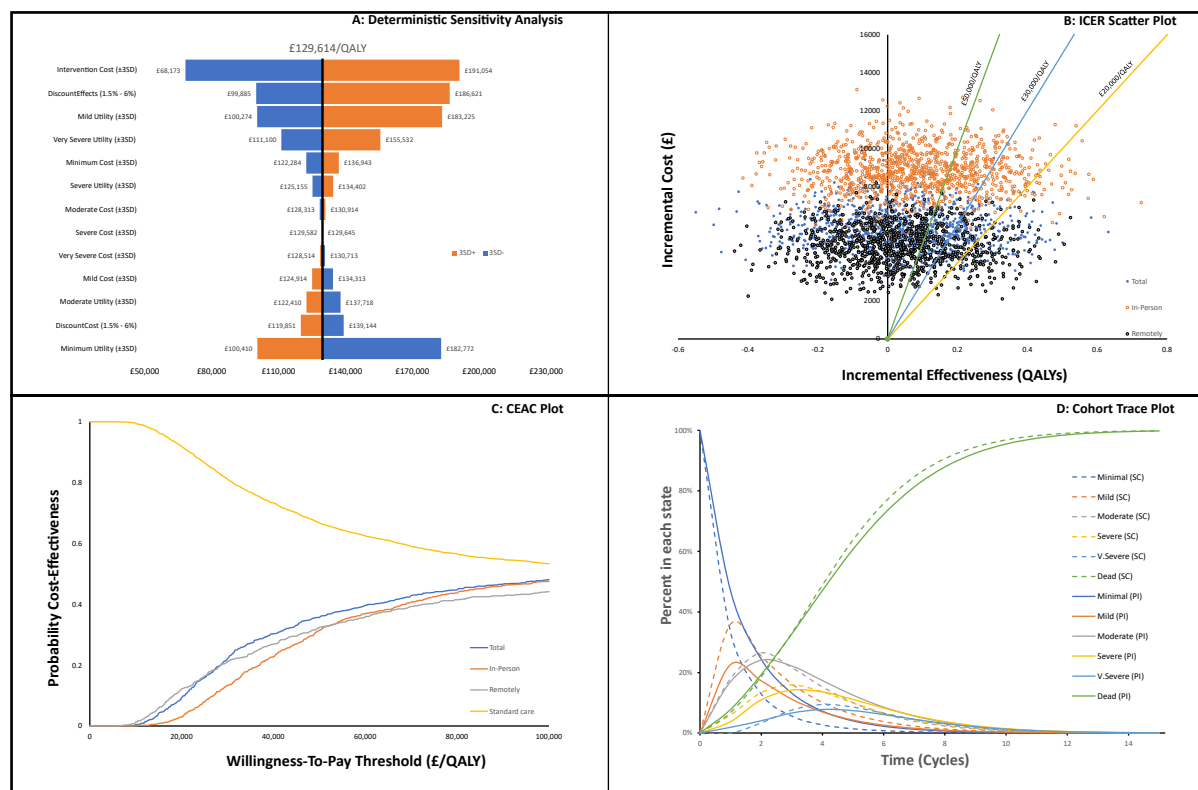 A: Deterministic Sensitivity Analysis
£129,614/QALY
Intervention Cost (±3SD)
£68,173
£191,054
DiscountEffects (1.5% - 6%)
£99,885
£186,621
Mild Utility (±3SD)
£100,274
£183,225
Very Severe Utility (±3SD)
£111,100
£155,532
Minimum Cost (±3SD)
£122,284
£136,943
Severe Utility (±3SD)
£125,155
£134,402
Moderate Cost (±3SD)
£128,313
£130,914
Severe Cost (±3SD)
£129,582
£129,645
Very Severe Cost (±3SD)
£128,514
£130,713
3SD+
3SD-
Mild Cost (±3SD)
£124,914
£134,313
Moderate Utility (±3SD)
£122,410
£137,718
DiscountCost (1.5% - 6%)
£119,851
£139,144
Minimum Utility (±3SD)
£100,410
£182,772
£50,000
£80,000
£110,000
£140,000
£170,000
£200,000
£230,000
B: ICER Scatter Plot
Incremental Cost (£)
16000
14000
12000
10000
8000
2000
0
£50,000/QALY
£30,000/QALY
£20,000/QALY
Total
In-Person
Remotely
-0.6
-0.4
-0.2
0
0.2
0.4
0.6
0.8
Incremental Effectiveness (QALYs)
C: CEAC Plot
Probability Cost-Effectiveness
1
0.8
0.6
0.4
0.2
0
Total
In-Person
Remotely
Standard care
0
20,000
40,000
60,000
80,000
100,000
Willingness-To-Pay Threshold (£/QALY)
D: Cohort Trace Plot
Percent in each state
100%
80%
60%
40%
20%
0%
Minimal (SC)
Mild (SC)
Moderate (SC)
Severe (SC)
V.Severe (SC)
Dead (SC)
Minimal (PI)
Mild (PI)
Moderate (PI)
Severe (PI)
V.Severe (PI)
Dead (PI)
0
2
4
6
8
10
12
14
Time (Cycles)